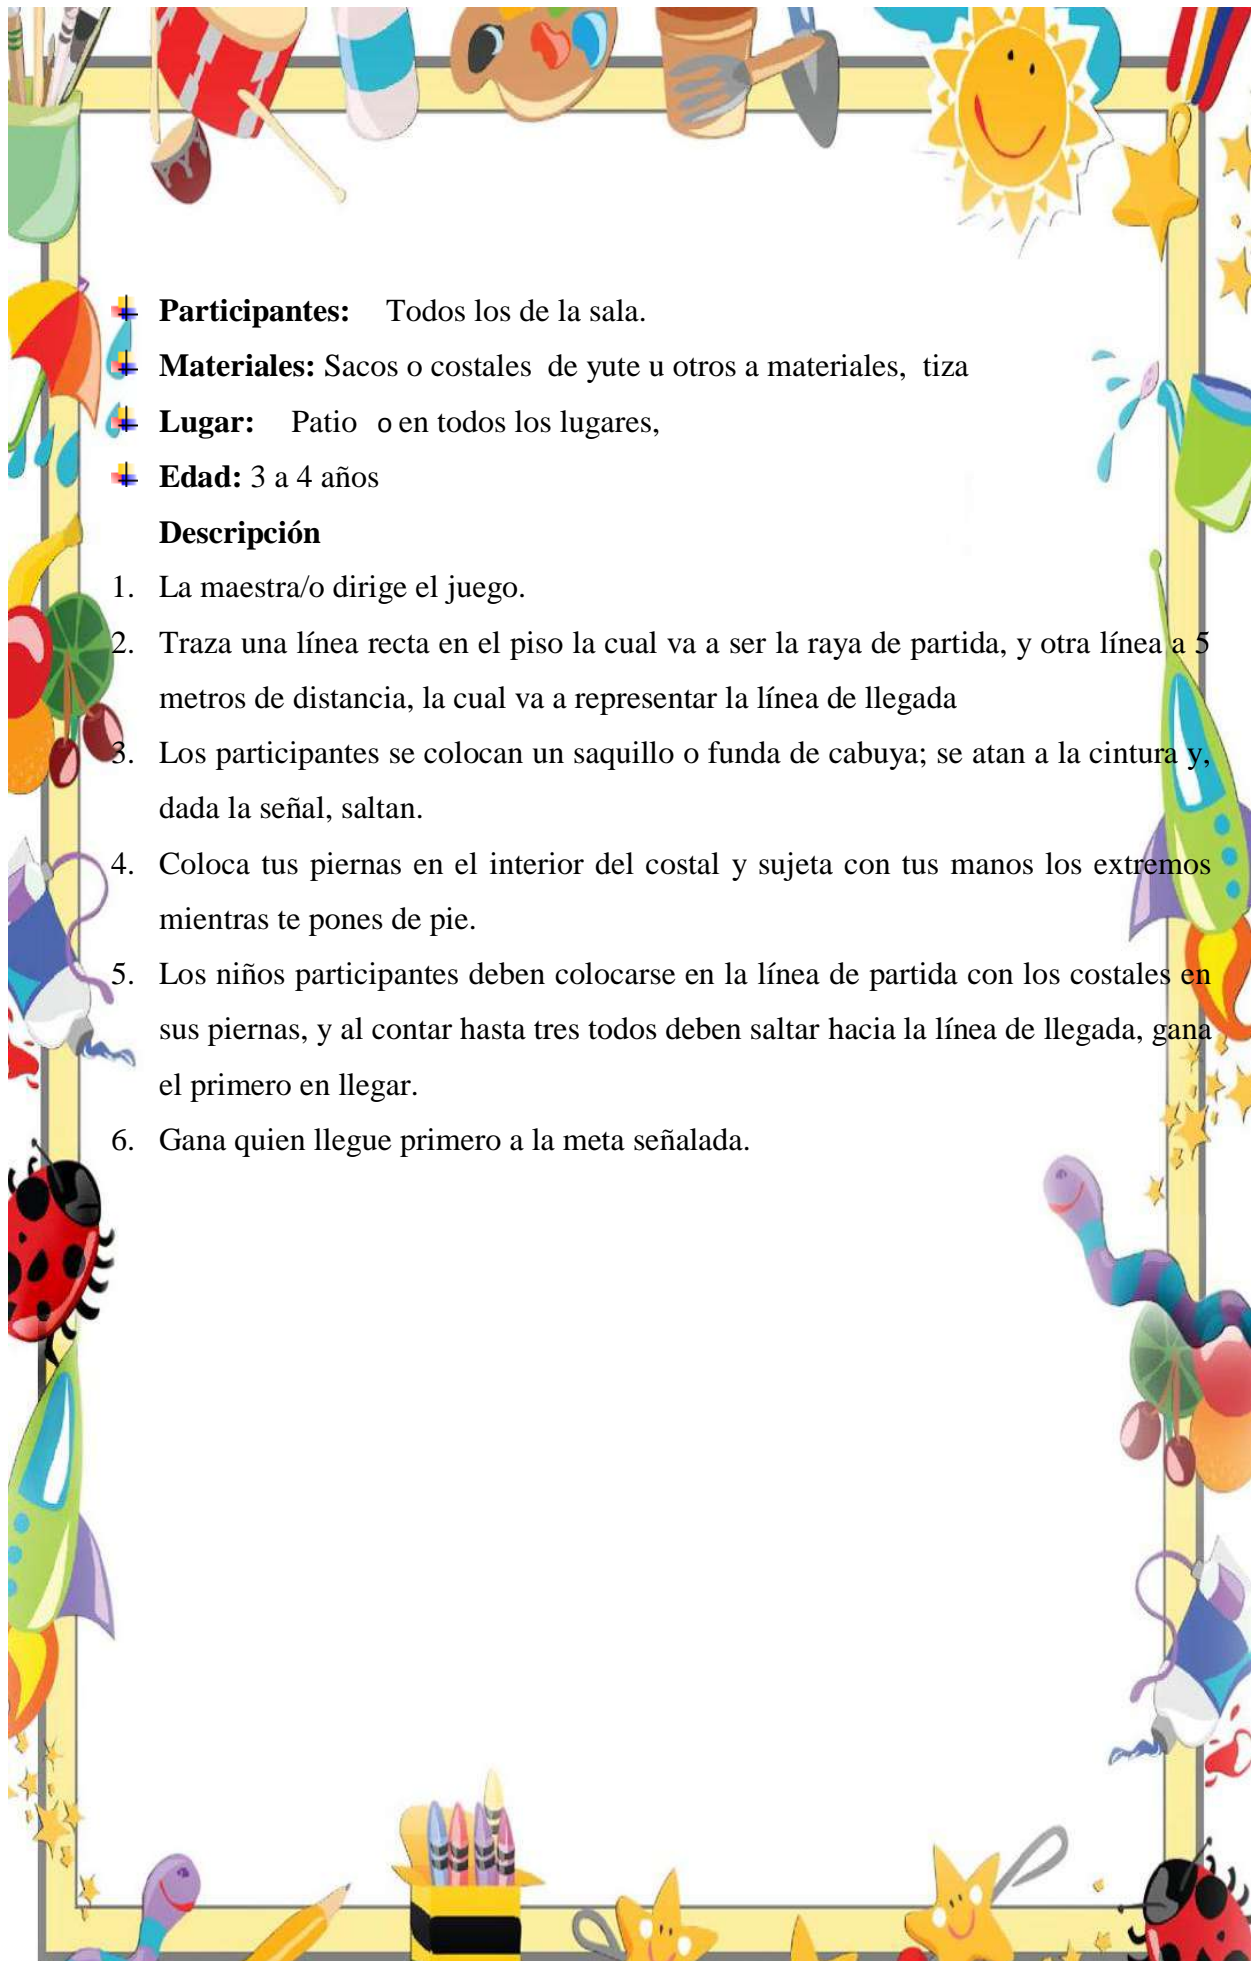 Participantes: Todos los de la sala.
Materiales: Sacos o costales de yute u otros a materiales, tiza
Lugar: Patio o en todos los lugares,
Edad: 3 a 4 años
Descripción
1. La maestra/o dirige el juego.
2. Traza una línea recta en el piso la cual va a ser la raya de partida, y otra línea a 5
metros de distancia, la cual va a representar la línea de llegada
3. Los participantes se colocan un saquillo o funda de cabuya; se atan a la cintura y,
dada la señal, saltan.
4. Coloca tus piernas en el interior del costal y sujeta con tus manos los extremos
mientras te pones de pie.
5. Los niños participantes deben colocarse en la línea de partida con los costales en
sus piernas, y al contar hasta tres todos deben saltar hacia la línea de llegada, gana
el primero en llegar.
6. Gana quien llegue primero a la meta señalada.